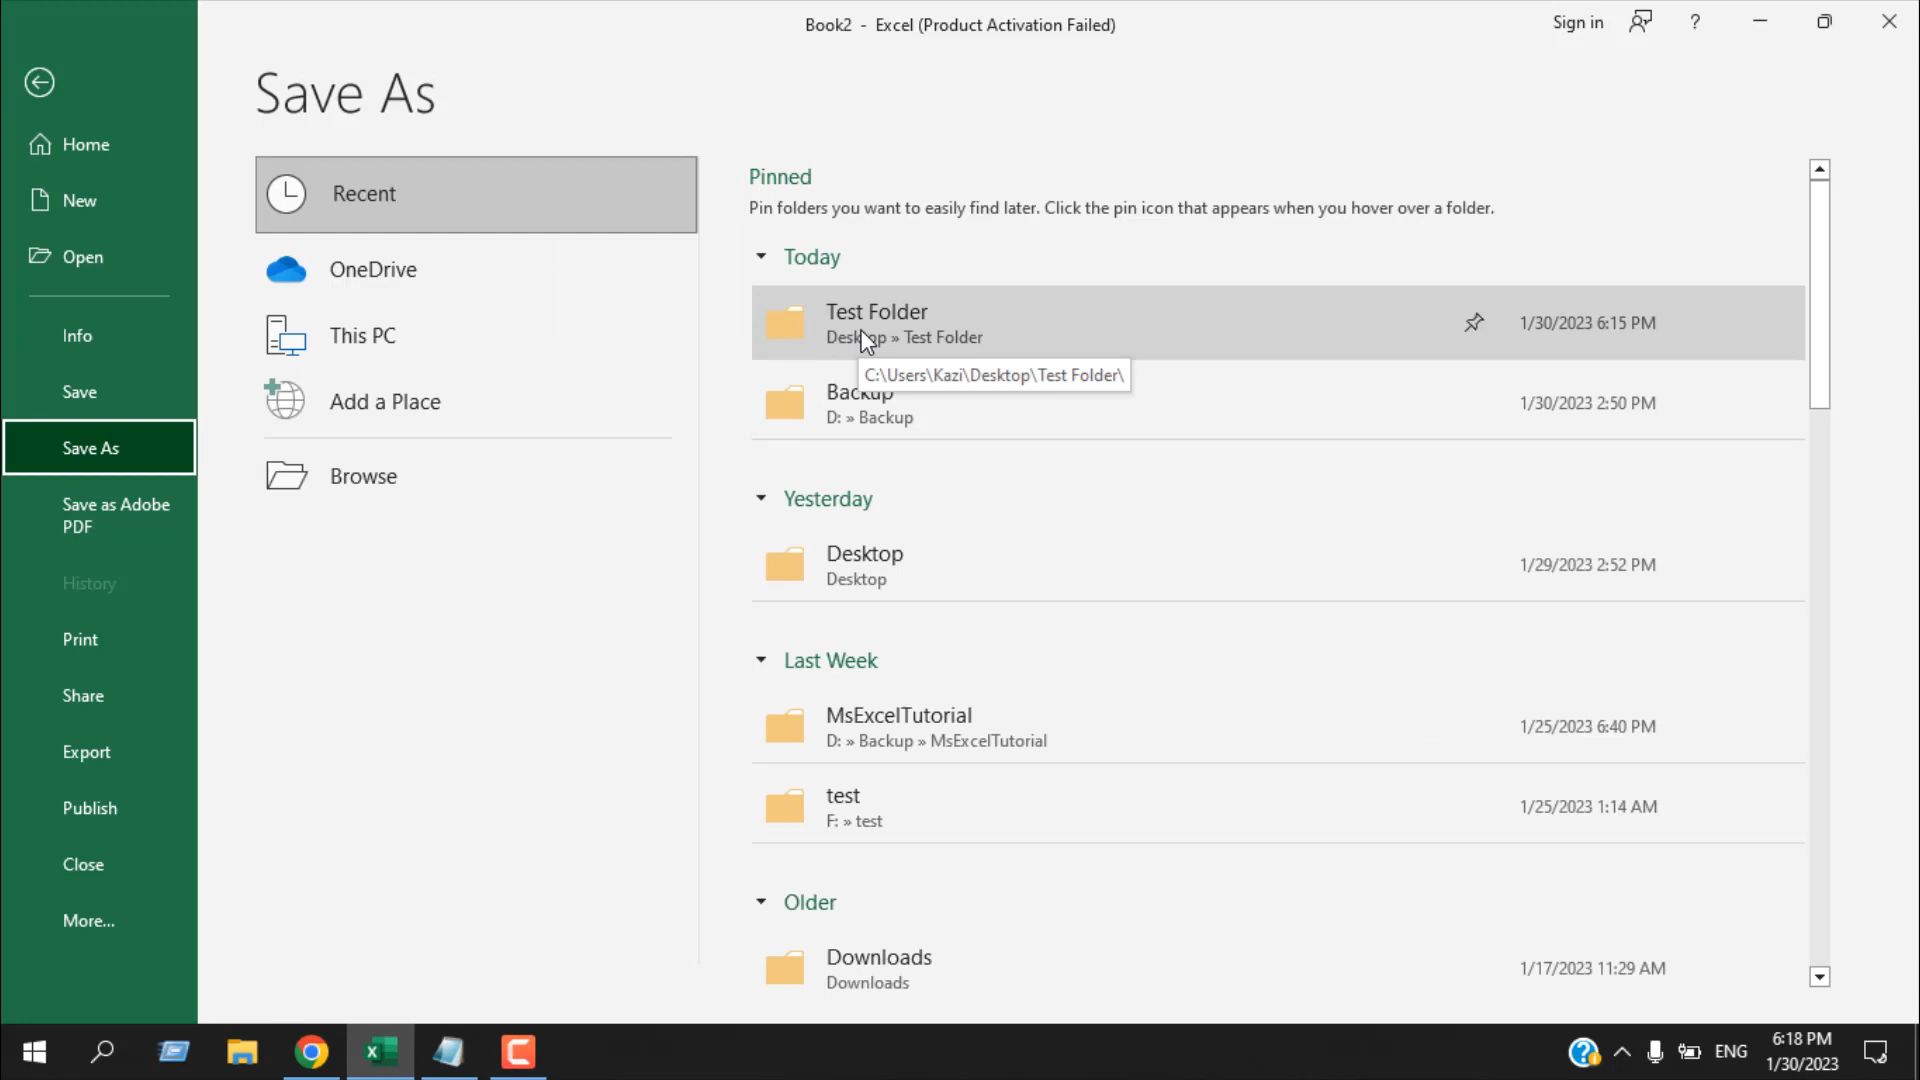 Book2 - Excel (Product Activation Failed)
Sign in
?
Save As
Home
New
Open
Info
Save
Save As
Save as Adobe
PDF
History
Print
Share
Export
Publish
Close
More...
Recent
OneDrive
This PC
Add a Place
Browse
Pinned
Pin folders you want to easily find later. Click the pin icon that appears when you hover over a folder.
Today
Test Folder
1/30/2023 6:15 PM
Desktop » Test Folder
C:\Users\Kazi\Desktop\Test Folder\
Backup
1/30/2023 2:50 PM
D: » Backup
Yesterday
Desktop
1/29/2023 2:52 PM
Desktop
Last Week
MsExcelTutorial
1/25/2023 6:40 PM
D: » Backup » MsExcelTutorial
test
1/25/2023 1:14 AM
F: » test
Older
Downloads
1/17/2023 11:29 AM
Downloads
ENG
6:18 PM
1/30/2023